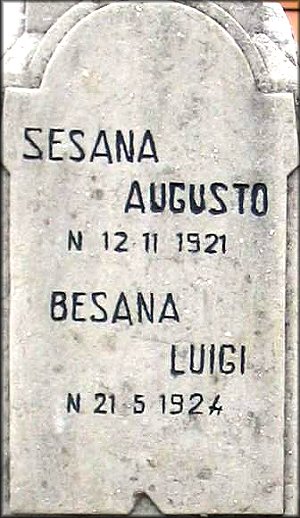 SESANA
AUGUSTO
N 12 11 1921
BESANA
LUIGI
N 21 5 1924